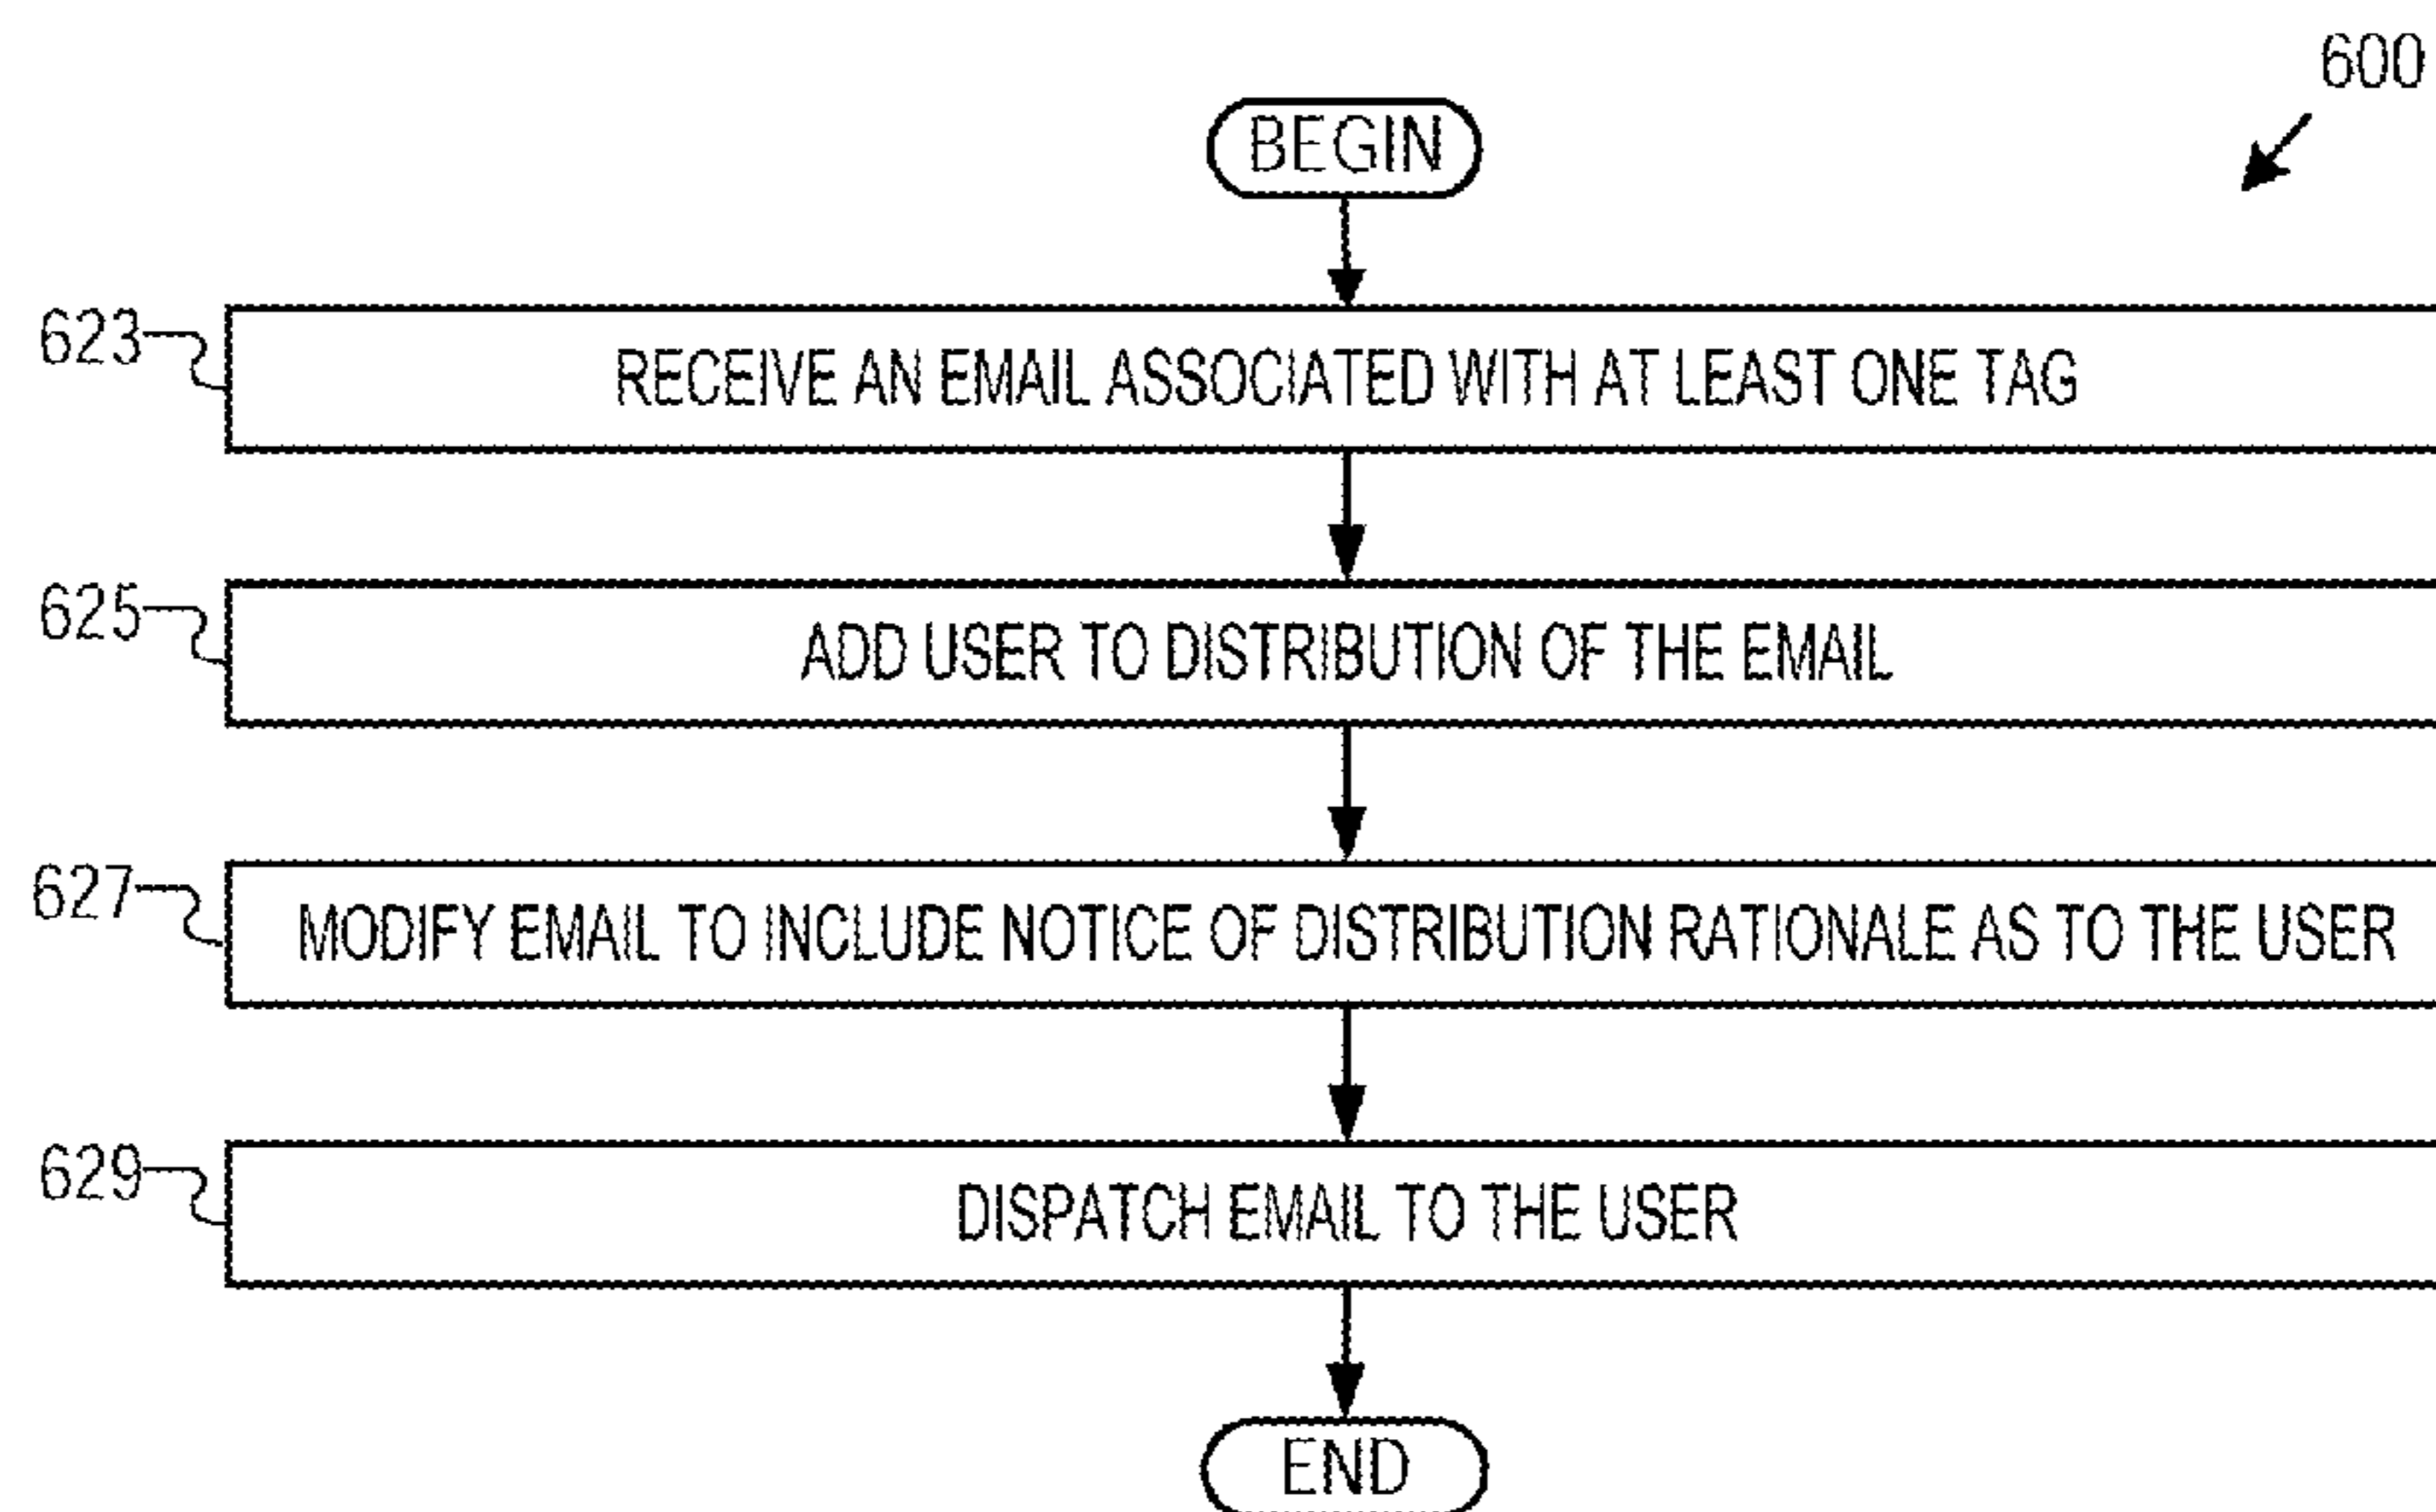 600
BEGIN
623
RECEIVE AN EMAIL ASSOCIATED WITH AT LEAST ONE TAG
625
ADD USER TO DISTRIBUTION OF THE EMAIL
627
MODIFY EMAIL TO INCLUDE NOTICE OF DISTRIBUTION RATIONALE AS TO THE USER
629
DISPATCH EMAIL TO THE USER
END